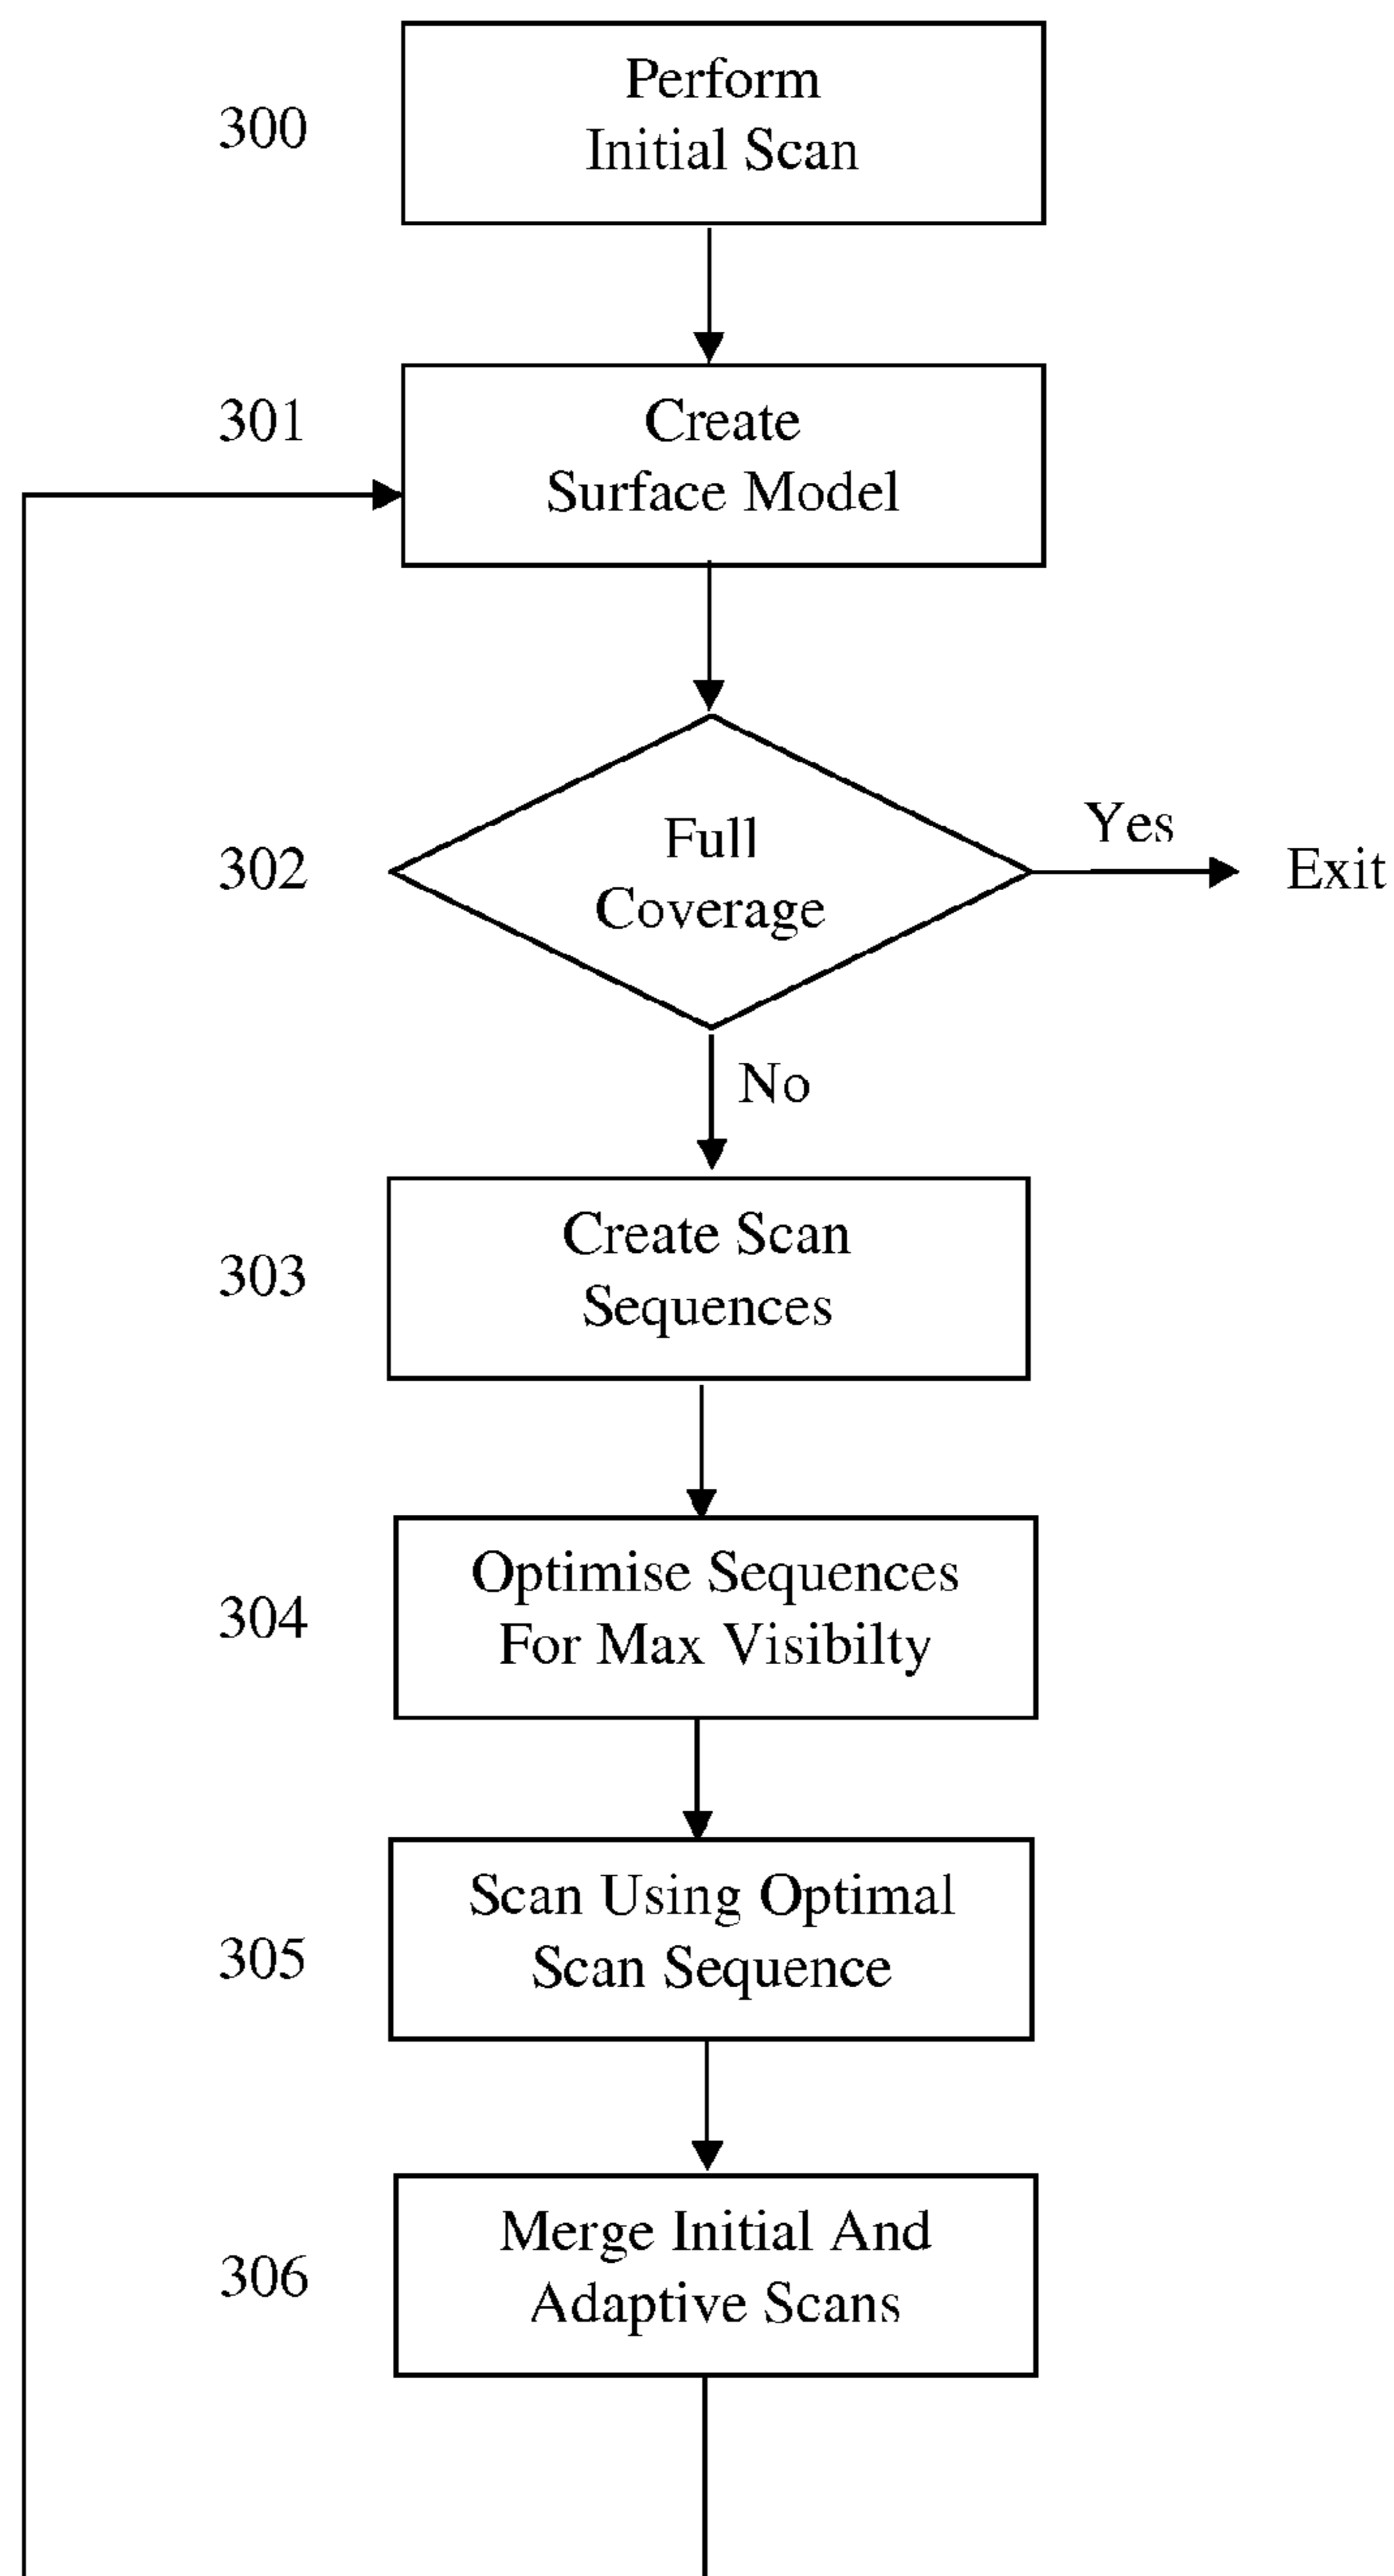 300
Perform
Initial Scan
301
Create
Surface Model
302
Full
Coverage
Yes
Exit
No
303
Create Scan
Sequences
304
Optimise Sequences
For Max Visibilty
305
Scan Using Optimal
Scan Sequence
306
Merge Initial And
Adaptive Scans